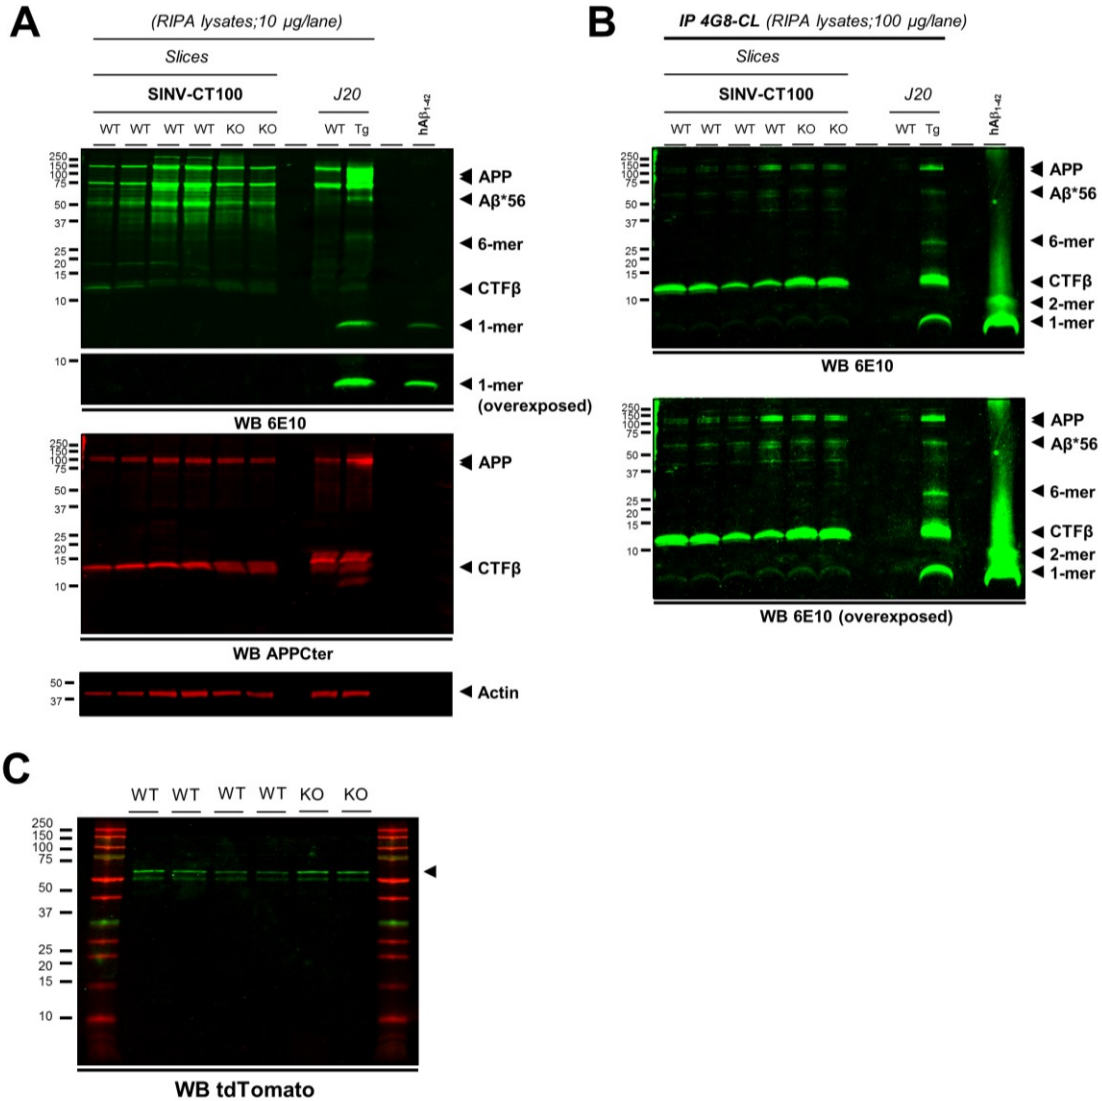 A
(RIPA lysates;10 µg/lane)
Slices
SINV-CT100
J20
hAβ1-42
WT WT WT WT KO KO WT Tg
250
150
100
75
50
37
25
20
15
10
APP
Aβ*56
6-mer
CTFβ
1-mer
10
1-mer
(overexposed)
WB 6E10
250
150
100
75
50
37
25
20
15
10
APP
CTFβ
WB APPCter
50
37
Actin
B
IP 4G8-CL (RIPA lysates;100 µg/lane)
Slices
SINV-CT100
J20
hAβ1-42
WT WT WT WT KO KO WT Tg
250
150
100
75
50
37
25
20
15
10
APP
Aβ*56
6-mer
CTFβ
2-mer
1-mer
WB 6E10
250
150
100
75
50
37
25
20
15
10
APP
Aβ*56
6-mer
CTFβ
2-mer
1-mer
WB 6E10 (overexposed)
C
WT WT WT WT KO KO
250
150
100
75
50
37
25
20
15
10
WB tdTomato